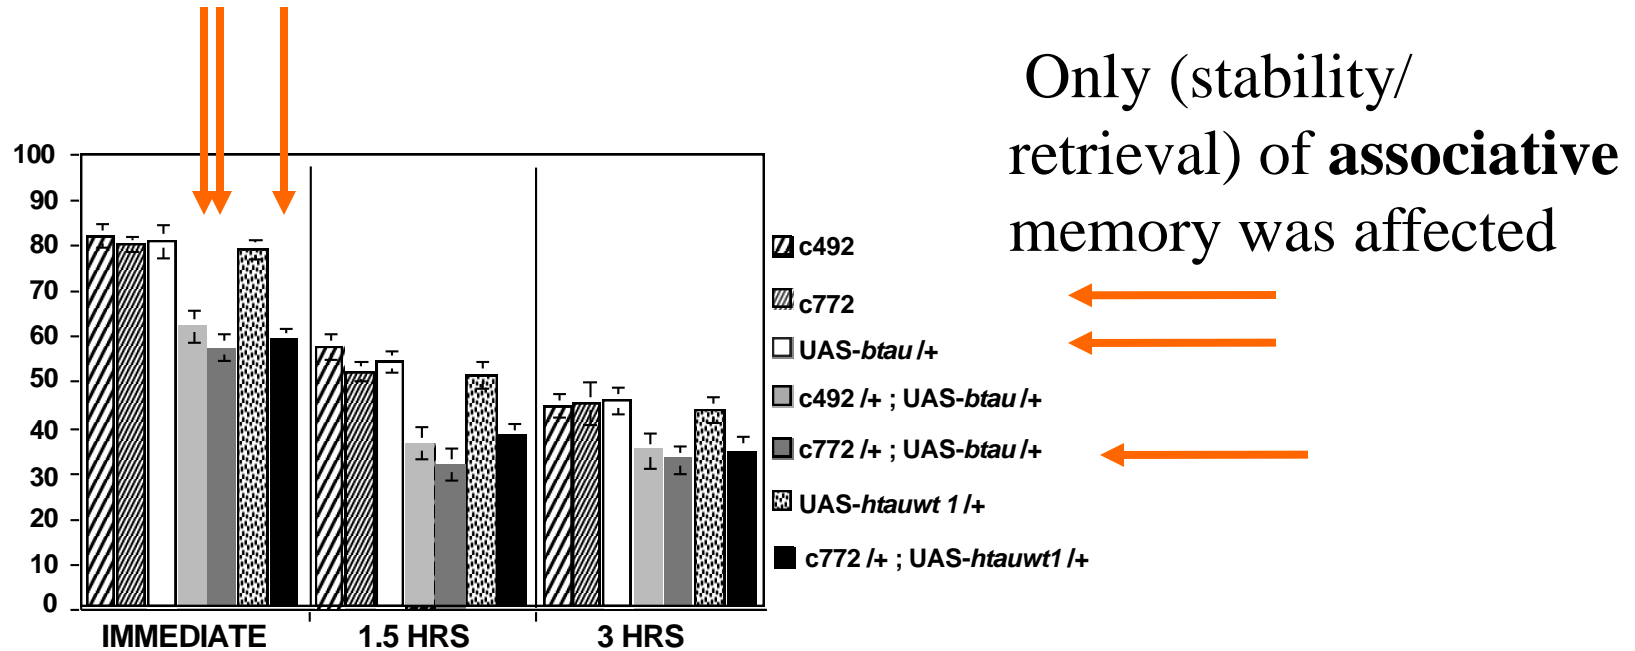 Only (stability/
retrieval) of associative
memory was affected
100
90
80
70
60
50
40
30
20
10
0
IMMEDIATE 1.5 HRS 3 HRS
c492
c772
UAS-btau /+
c492 /+ ; UAS-btau /+
c772 /+ ; UAS-btau /+
UAS-htauwt 1 /+
c772 /+ ; UAS-htauwt1 /+